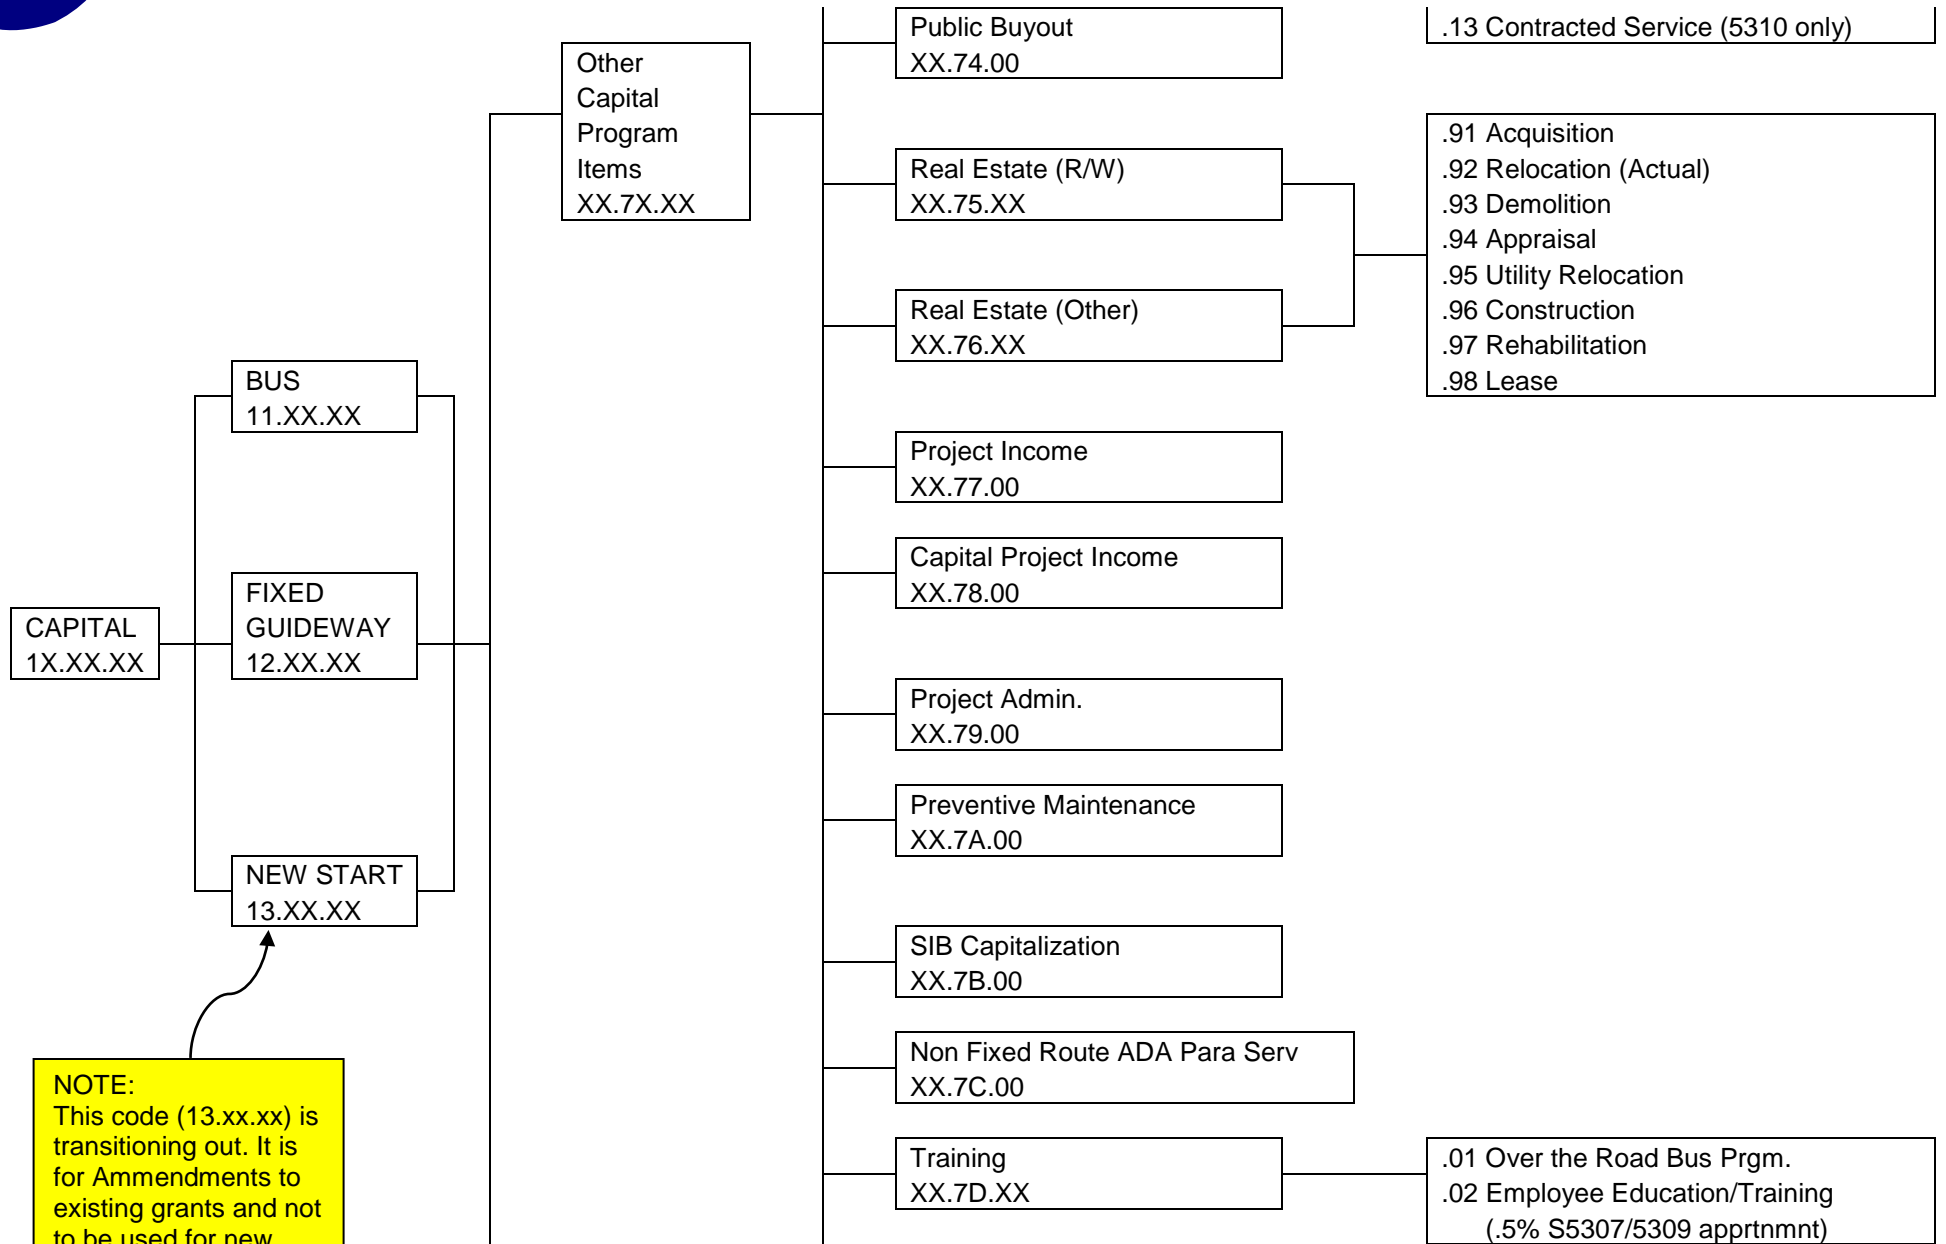 CAPITAL
1X.XX.XX
BUS
11.XX.XX
FIXED
GUIDEWAY
12.XX.XX
NEW START
13.XX.XX
NOTE:
This code (13.xx.xx) is
transitioning out. It is
for Ammendments to
existing grants and not
to be used for new
Other
Capital
Program
Items
XX.7X.XX
Public Buyout
XX.74.00
Real Estate (R/W)
XX.75.XX
Real Estate (Other)
XX.76.XX
Project Income
XX.77.00
Capital Project Income
XX.78.00
Project Admin.
XX.79.00
Preventive Maintenance
XX.7A.00
SIB Capitalization
XX.7B.00
Non Fixed Route ADA Para Serv
XX.7C.00
Training
XX.7D.XX
.13 Contracted Service (5310 only)
.91 Acquisition
.92 Relocation (Actual)
.93 Demolition
.94 Appraisal
.95 Utility Relocation
.96 Construction
.97 Rehabilitation
.98 Lease
.01 Over the Road Bus Prgm.
.02 Employee Education/Training
(.5% S5307/5309 apprtnmnt)